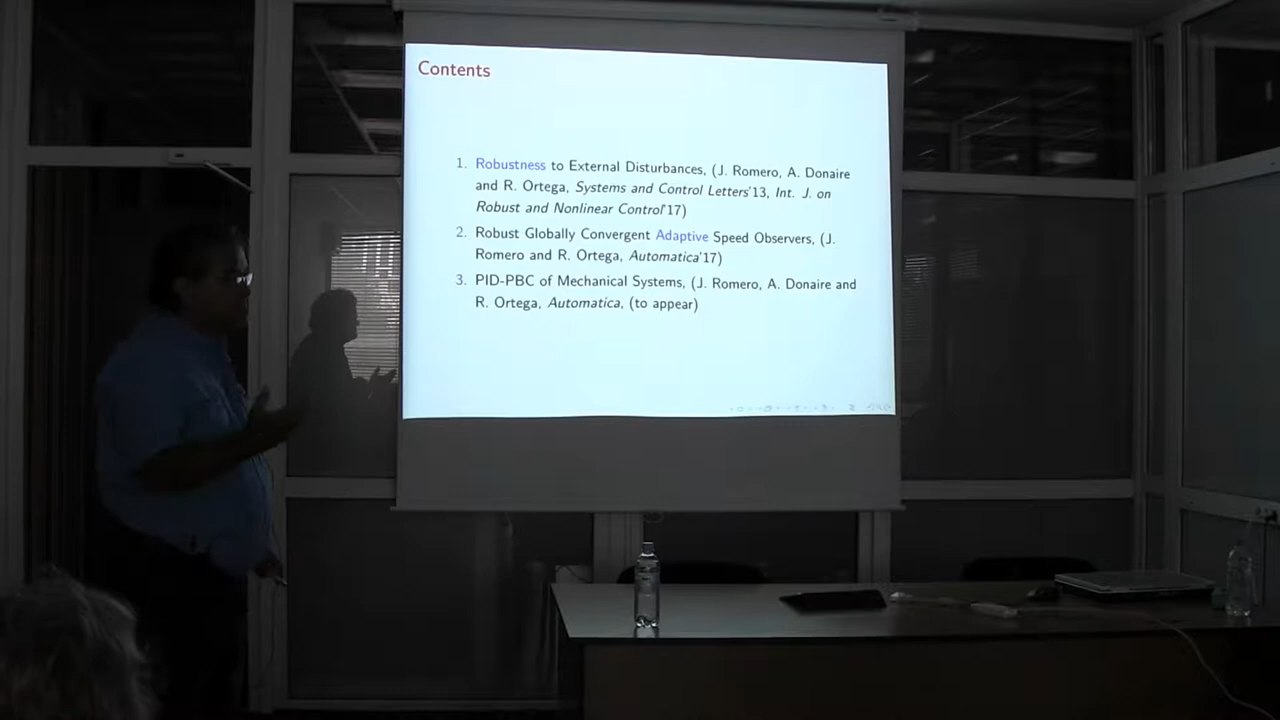 Contents
1. Robustness to External Disturbances, (J. Romero, A. Donaire
and R. Ortega, Systems and Control Letters'13, Int. J. on
Robust and Nonlinear Control'17)
2. Robust Globally Convergent Adaptive Speed Observers, (J.
Romero and R. Ortega, Automatica'17)
3. PID-PBC of Mechanical Systems, (J. Romero, A. Donaire and
R. Ortega, Automatica, (to appear)